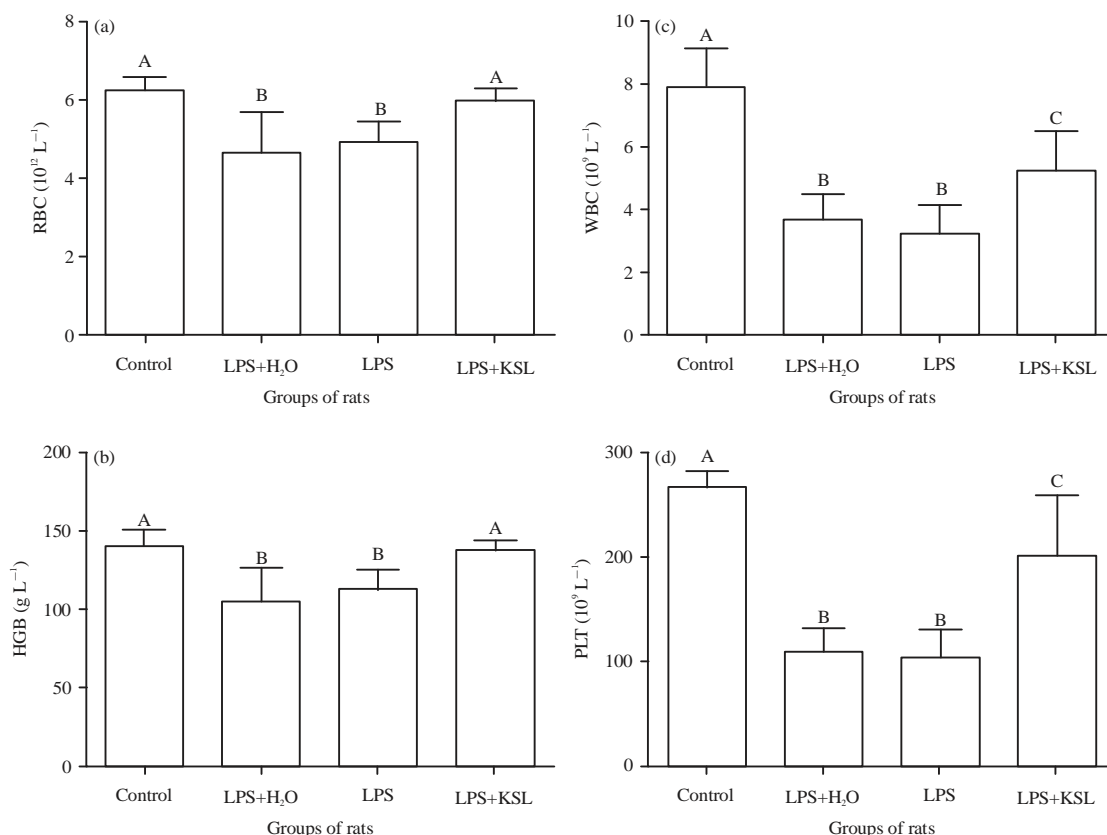 (a)
8
6
4
2
0
RBC (10¹² L⁻¹)
A
B
B
A
Control
LPS+H₂O
LPS
LPS+KSL
Groups of rats
(c)
10
8
6
4
2
0
WBC (10⁹ L⁻¹)
A
B
B
C
Control
LPS+H₂O
LPS
LPS+KSL
Groups of rats
(b)
200
150
100
50
0
HGB (g L⁻¹)
A
B
B
A
Control
LPS+H₂O
LPS
LPS+KSL
Groups of rats
(d)
300
200
100
0
PLT (10⁹ L⁻¹)
A
B
B
C
Control
LPS+H₂O
LPS
LPS+KSL
Groups of rats